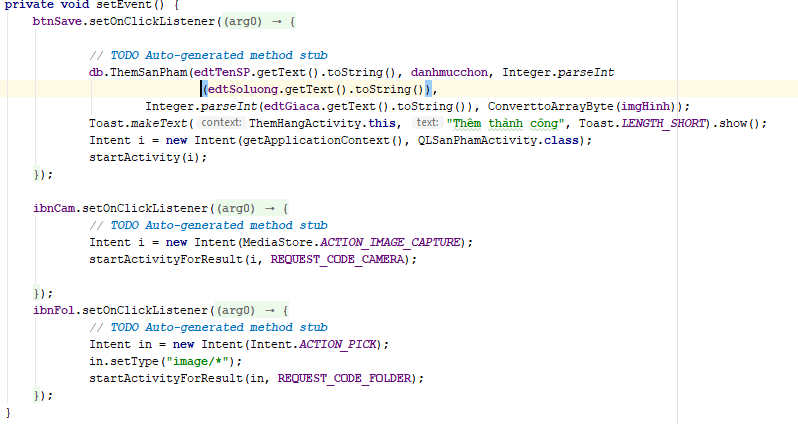 private void setEvent() {
    btnSave.setOnClickListener((arg0) → {

            // TODO Auto-generated method stub
            db.ThemSanPham(edtTenSP.getText().toString(), danhmucchon, Integer.parseInt
                            (edtSoluong.getText().toString()),
                    Integer.parseInt(edtGiaca.getText().toString()), ConverttoArrayByte(imgHinh));
            Toast.makeText( context: ThemHangActivity.this, text: "Thêm thành công", Toast.LENGTH_SHORT).show();
            Intent i = new Intent(getApplicationContext(), QLSanPhamActivity.class);
            startActivity(i);
    });

    ibnCam.setOnClickListener((arg0) → {
            // TODO Auto-generated method stub
            Intent i = new Intent(MediaStore.ACTION_IMAGE_CAPTURE);
            startActivityForResult(i, REQUEST_CODE_CAMERA);

    });
    ibnFol.setOnClickListener((arg0) → {
            // TODO Auto-generated method stub
            Intent in = new Intent(Intent.ACTION_PICK);
            in.setType("image/*");
            startActivityForResult(in, REQUEST_CODE_FOLDER);
    });
}